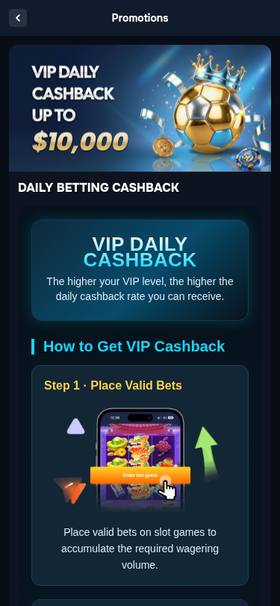 Promotions
VIP DAILY
CASHBACK
UP TO
$10,000
DAILY BETTING CASHBACK
VIP DAILY
CASHBACK
The higher your VIP level, the higher the
daily cashback rate you can receive.
How to Get VIP Cashback
Step 1 · Place Valid Bets
Enter the game
Place valid bets on slot games to
accumulate the required wagering
volume.